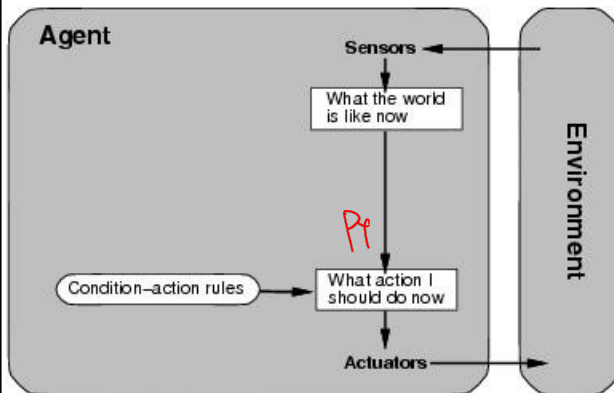 Agent
Sensors
What the world
is like now
Environment
Condition–action rules
What action I
should do now
Actuators